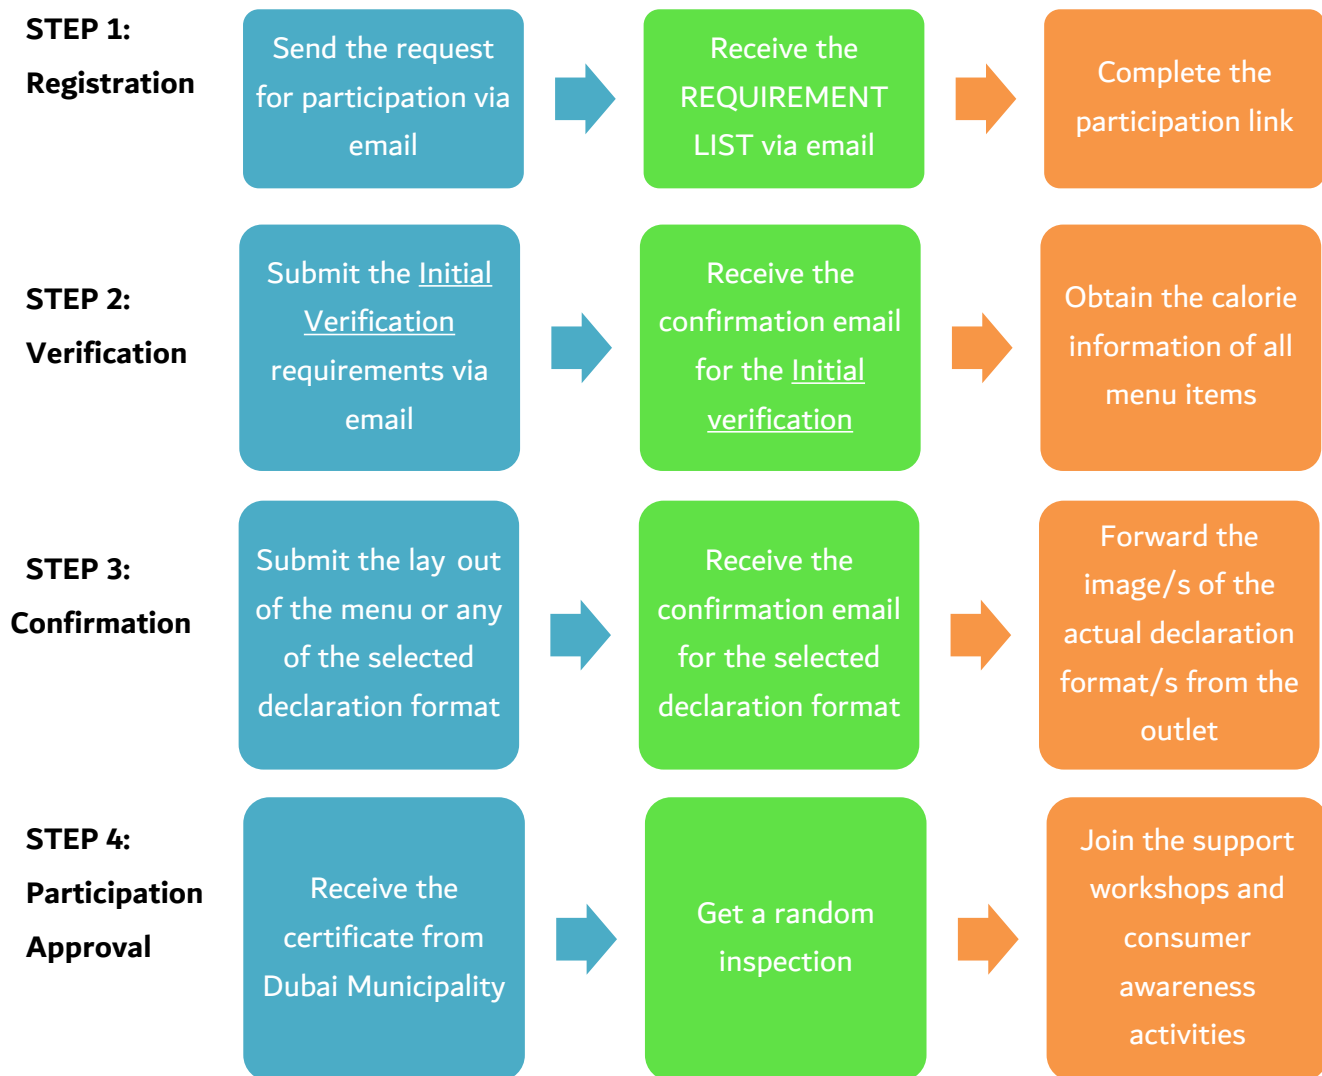 STEP 1:
Registration
Send the request
for participation via
email
Receive the
REQUIREMENT
LIST via email
Complete the
participation link
STEP 2:
Verification
Submit the Initial
Verification
requirements via
email
Receive the
confirmation email
for the Initial
verification
Obtain the calorie
information of all
menu items
STEP 3:
Confirmation
Submit the lay out
of the menu or any
of the selected
declaration format
Receive the
confirmation email
for the selected
declaration format
Forward the
image/s of the
actual declaration
format/s from the
outlet
STEP 4:
Participation
Approval
Receive the
certificate from
Dubai Municipality
Get a random
inspection
Join the support
workshops and
consumer
awareness
activities